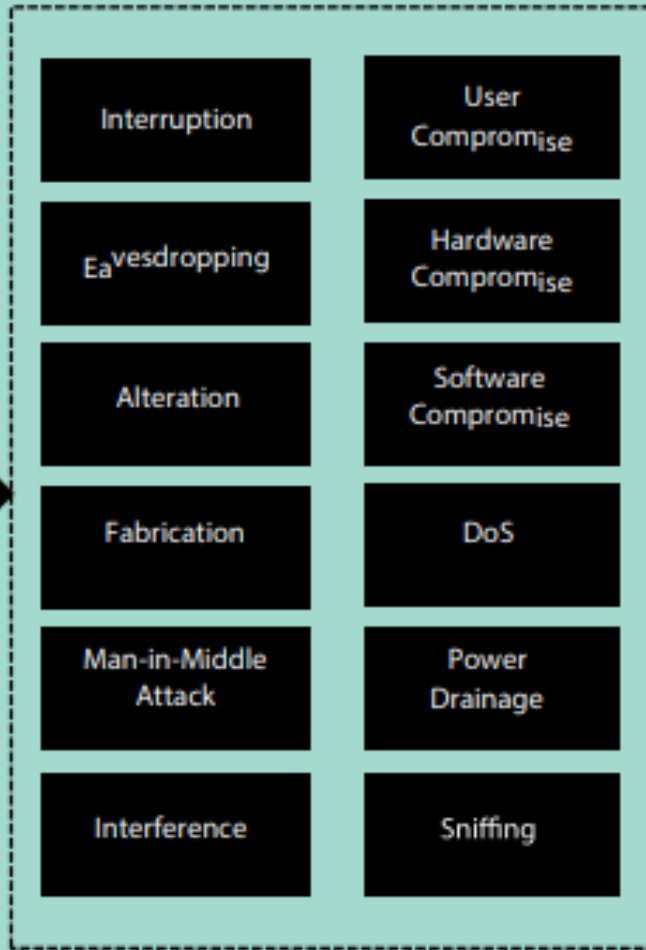 Interruption
User
Compromise
Eavesdropping
Hardware
Compromise
Alteration
Software
Compromise
Fabrication
DoS
Man-in-Middle
Attack
Power
Drainage
Interference
Sniffing